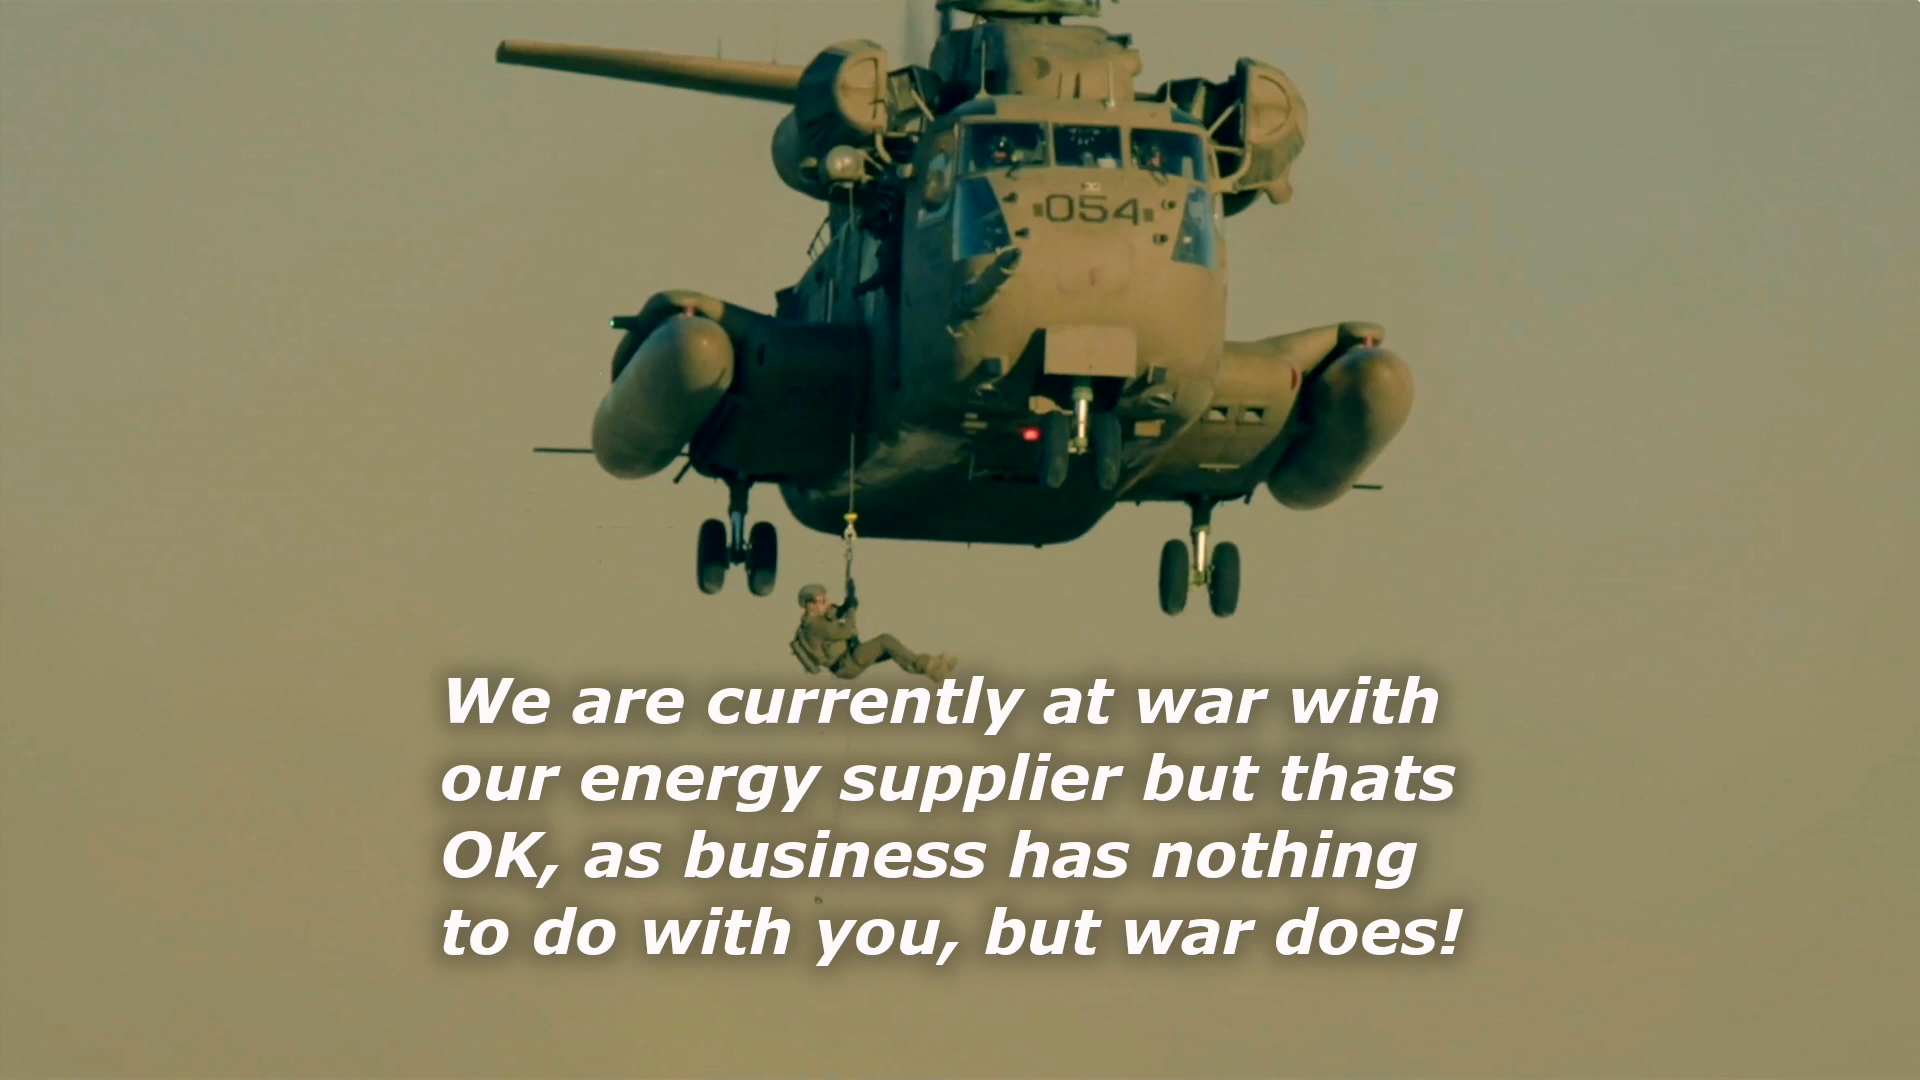 054
We are currently at war with
our energy supplier but thats
OK, as business has nothing
to do with you, but war does!